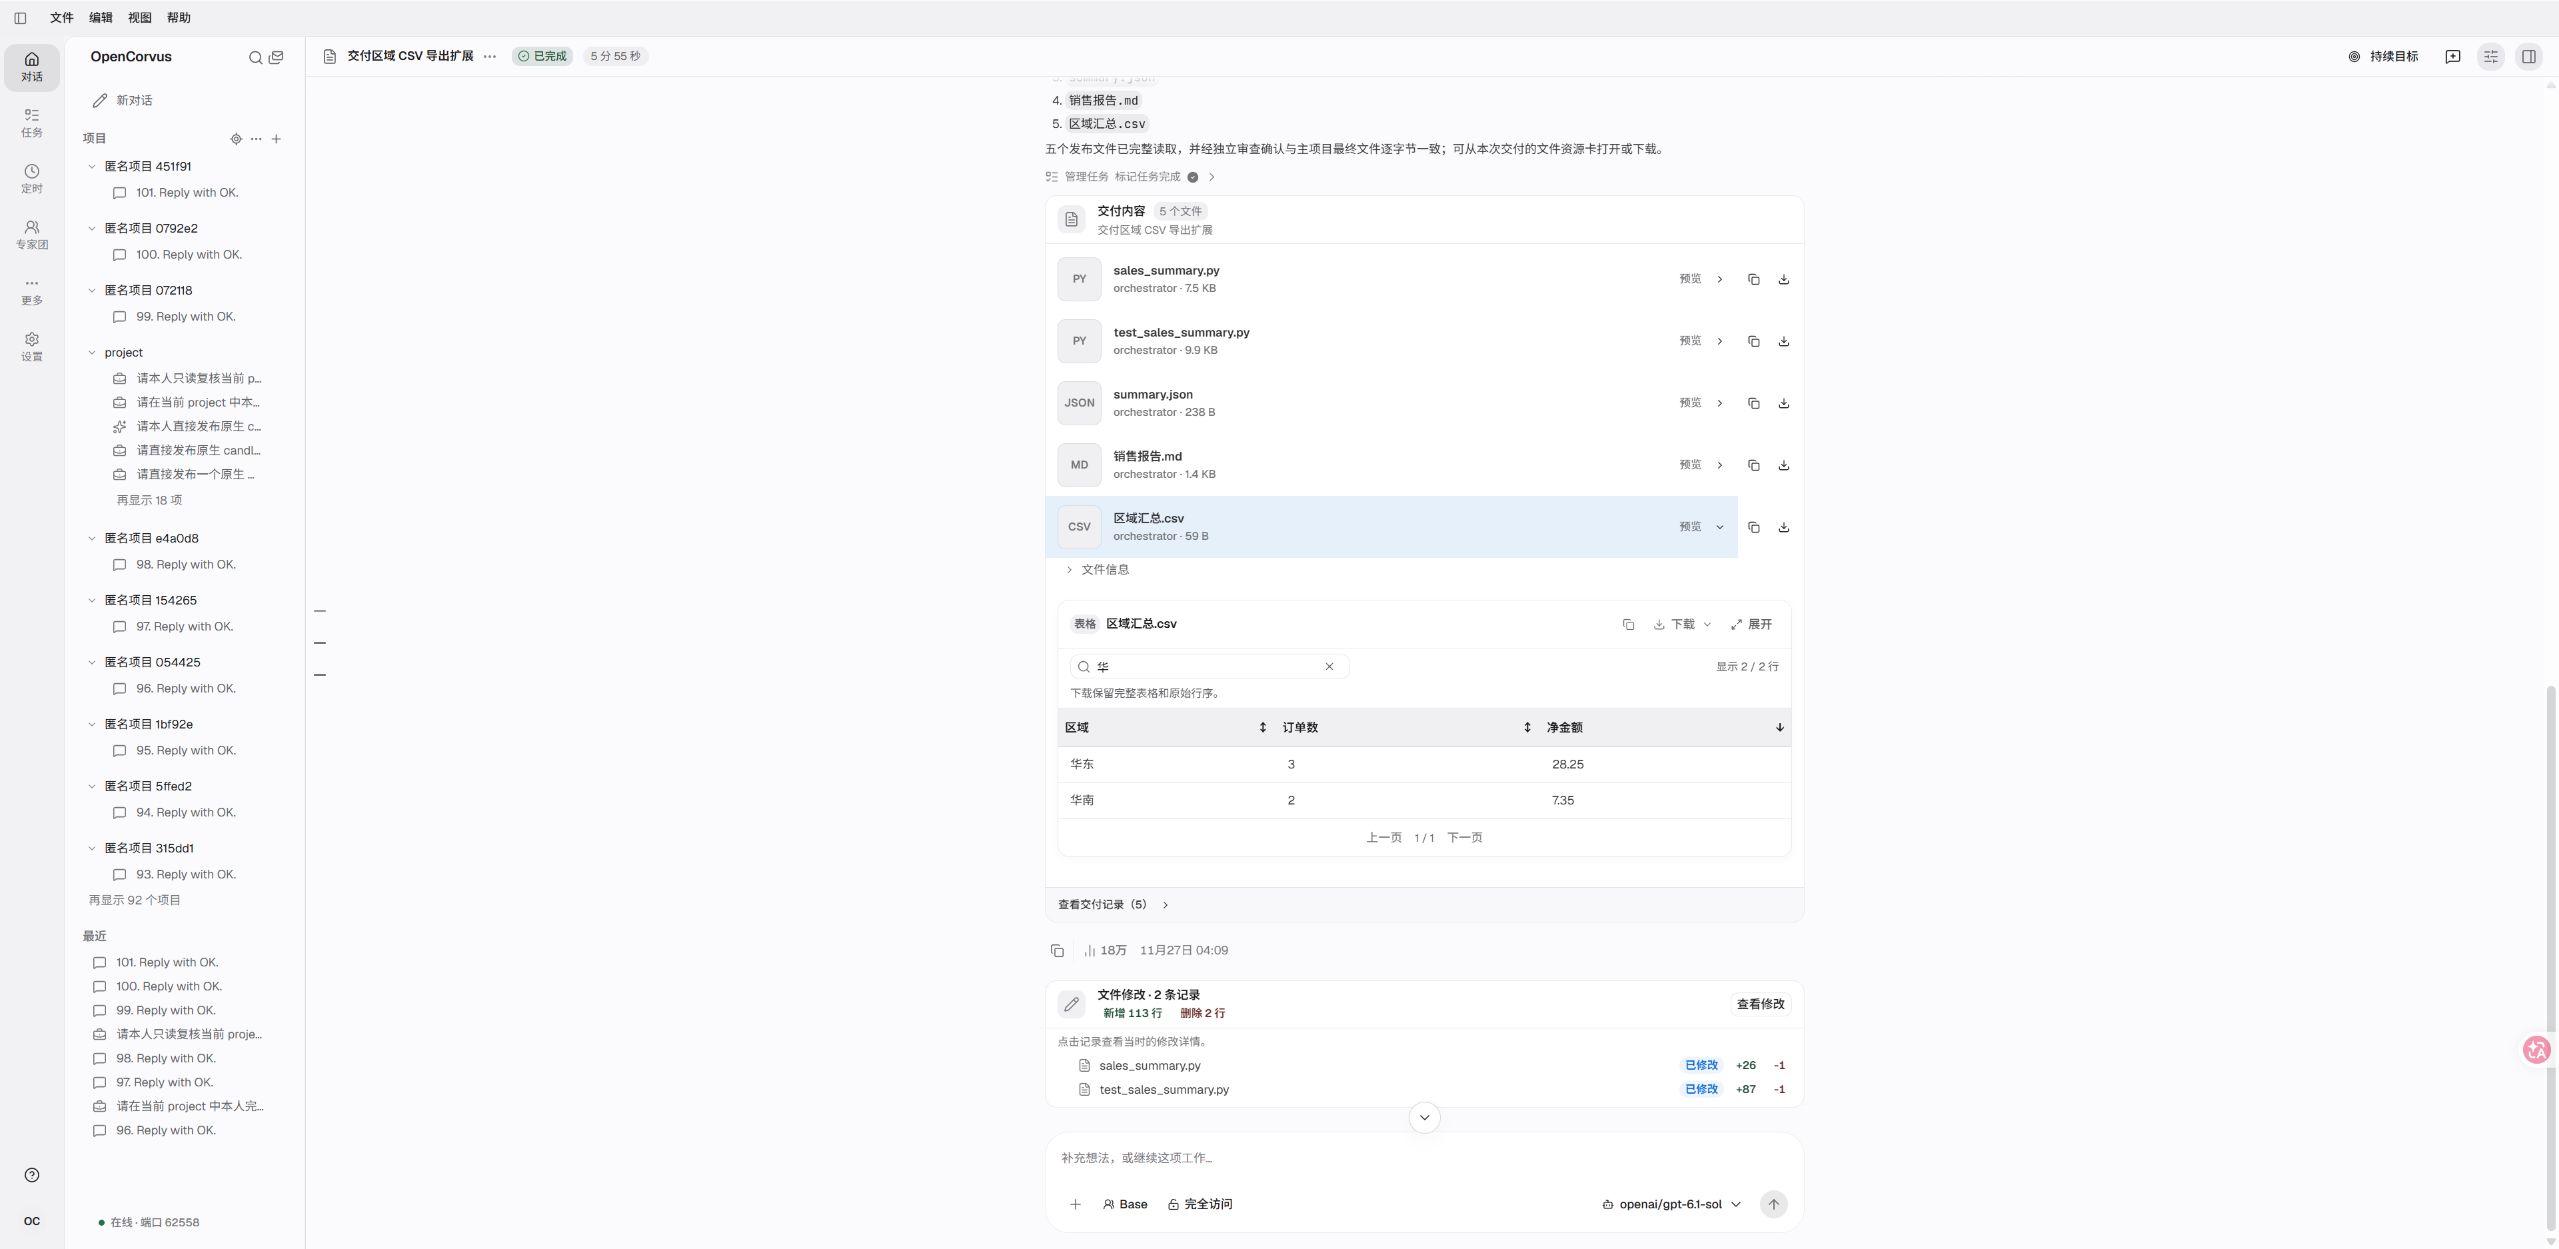 文件 编辑 视图 帮助
对话
任务
定时
专家团
更多
设置
OC
OpenCorvus
新对话
项目
匿名项目 451f91
101. Reply with OK.
匿名项目 0792e2
100. Reply with OK.
匿名项目 072118
99. Reply with OK.
project
请本人只读复核当前 p...
请在当前 project 中本...
请本人直接发布原生 c...
请直接发布原生 candl...
请直接发布一个原生 ...
再显示 18 项
匿名项目 e4a0d8
98. Reply with OK.
匿名项目 154265
97. Reply with OK.
匿名项目 054425
96. Reply with OK.
匿名项目 1bf92e
95. Reply with OK.
匿名项目 5ffed2
94. Reply with OK.
匿名项目 315dd1
93. Reply with OK.
再显示 92 个项目
最近
101. Reply with OK.
100. Reply with OK.
99. Reply with OK.
请本人只读复核当前 proje...
98. Reply with OK.
97. Reply with OK.
请在当前 project 中本人完...
96. Reply with OK.
在线 · 端口 62558
交付区域 CSV 导出扩展 ··· 已完成 5 分 55 秒
持续目标
3. summary.json
4. 销售报告.md
5. 区域汇总.csv
五个发布文件已完整读取，并经独立审查确认与主项目最终文件逐字节一致；可从本次交付的文件资源卡打开或下载。
管理任务 标记任务完成
交付内容 5 个文件
交付区域 CSV 导出扩展
PY sales_summary.py 预览
orchestrator · 7.5 KB
PY test_sales_summary.py 预览
orchestrator · 9.9 KB
JSON summary.json 预览
orchestrator · 238 B
MD 销售报告.md 预览
orchestrator · 1.4 KB
CSV 区域汇总.csv 预览
orchestrator · 59 B
文件信息
表格 区域汇总.csv 下载 展开
华 显示 2 / 2 行
下载保留完整表格和原始行序。
区域 订单数 净金额
华东 3 28.25
华南 2 7.35
上一页 1 / 1 下一页
查看交付记录（5）
18万 11月27日 04:09
文件修改 · 2 条记录 查看修改
新增 113 行 删除 2 行
点击记录查看当时的修改详情。
sales_summary.py 已修改 +26 -1
test_sales_summary.py 已修改 +87 -1
补充想法，或继续这项工作...
Base 完全访问 openai/gpt-6.1-sol